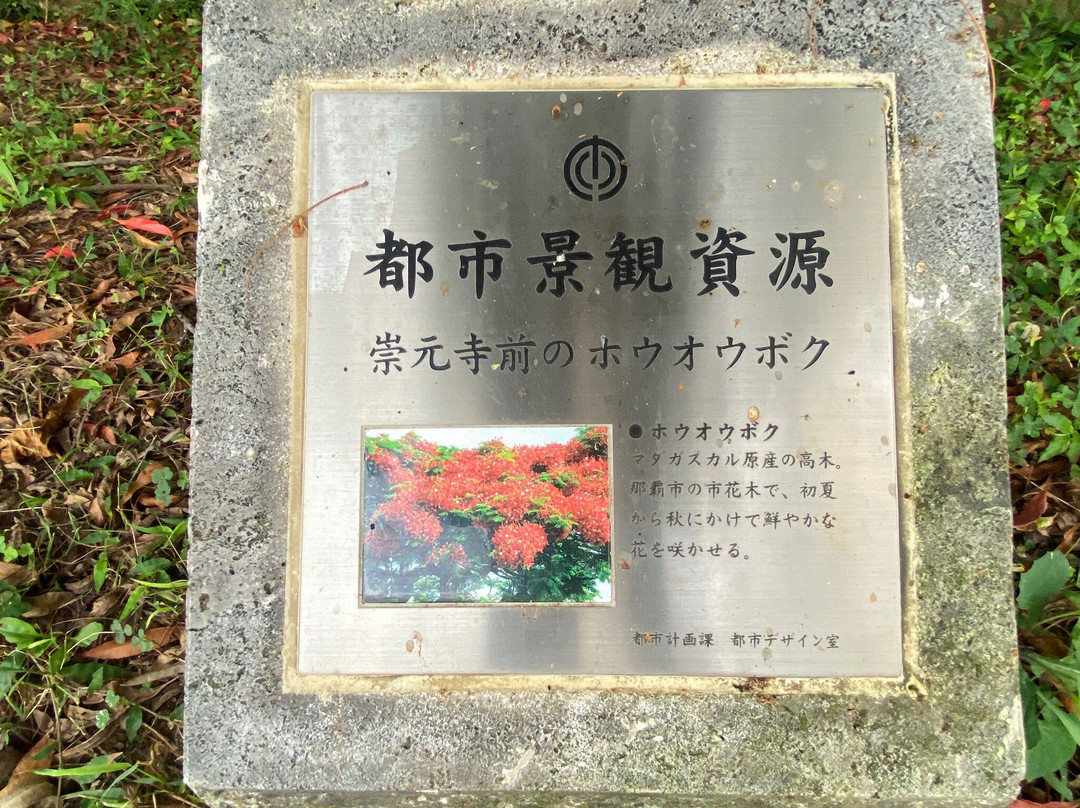 都市景観資源
崇元寺前のホウオウボク
●ホウオウボク
マダガスカル原産の高木。
那覇市の市花木で、初夏
から秋にかけて鮮やかな
花を咲かせる。
都市計画課 都市デザイン室